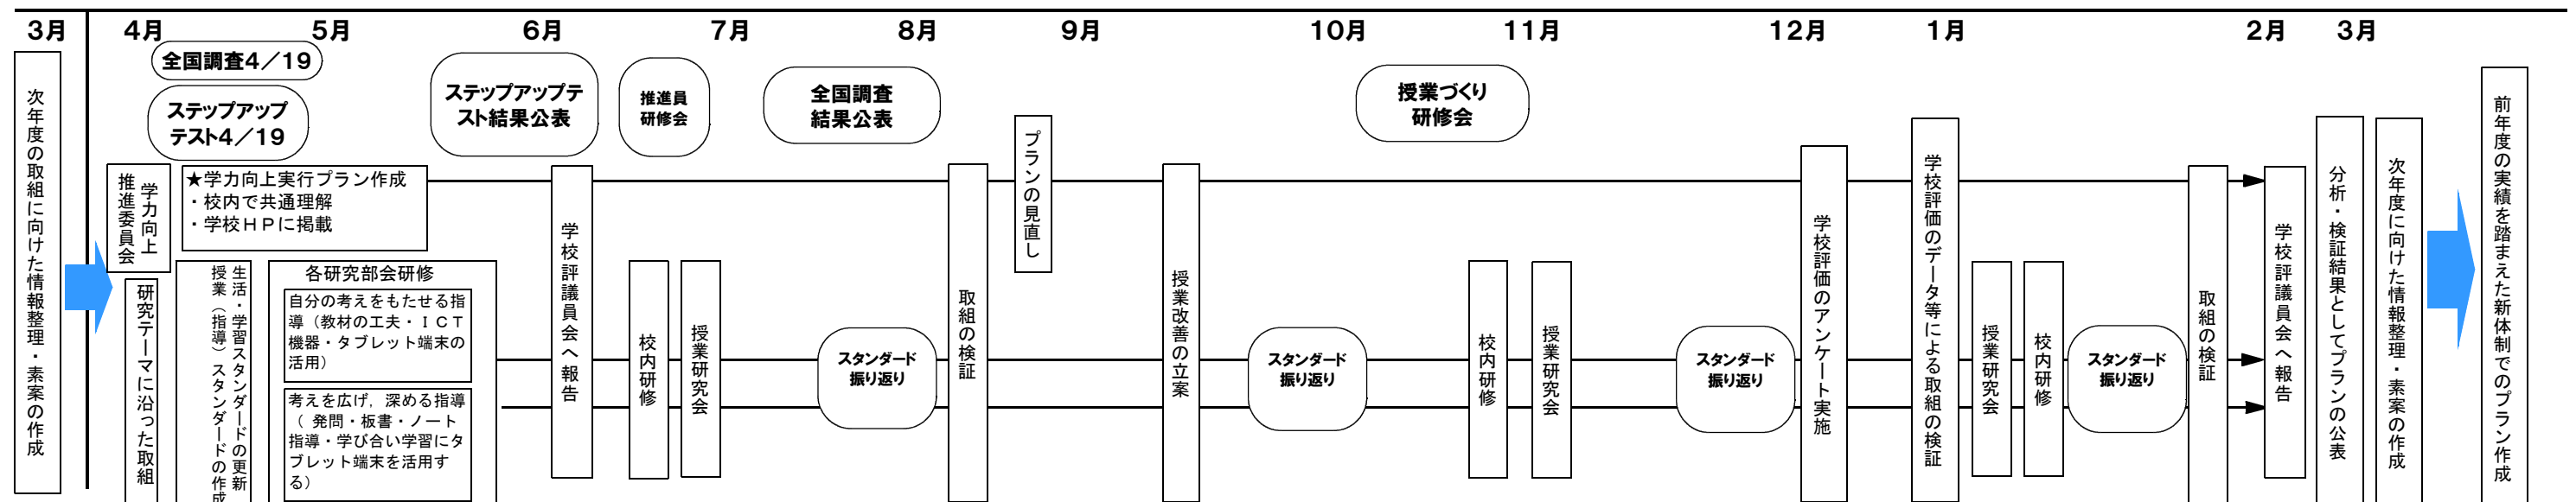 3月
4月
5月
6月
7月
8月
9月
10月
11月
12月
1月
2月
3月
次年度の取組に向けた情報整理・素案の作成
全国調査4／19
ステップアップ
テスト4／19
学力向上
推進委員会
★学力向上実行プラン作成
・校内で共通理解
・学校ＨＰに掲載
研究テーマに沿った取組
生活・学習スタンダードの更新
授業（指導）スタンダードの作成
各研究部会研修
自分の考えをもたせる指
導（教材の工夫・ＩＣＴ
機器・タブレット端末の
活用）
考えを広げ，深める指導
（ 発問・板書・ノート
指導・学び合い学習にタ
ブレット端末を活用す
る）
ステップアップテ
スト結果公表
学校評議員会へ報告
推進員
研修会
校内研修
授業研究会
全国調査
結果公表
スタンダード
振り返り
取組の検証
プランの見直し
授業改善の立案
スタンダード
振り返り
授業づくり
研修会
校内研修
授業研究会
スタンダード
振り返り
学校評価のアンケート実施
学校評価のデータ等による取組の検証
授業研究会
校内研修
スタンダード
振り返り
取組の検証
学校評議員会へ報告
分析・検証結果としてプランの公表
次年度に向けた情報整理・素案の作成
前年度の実績を踏まえた新体制でのプラン作成